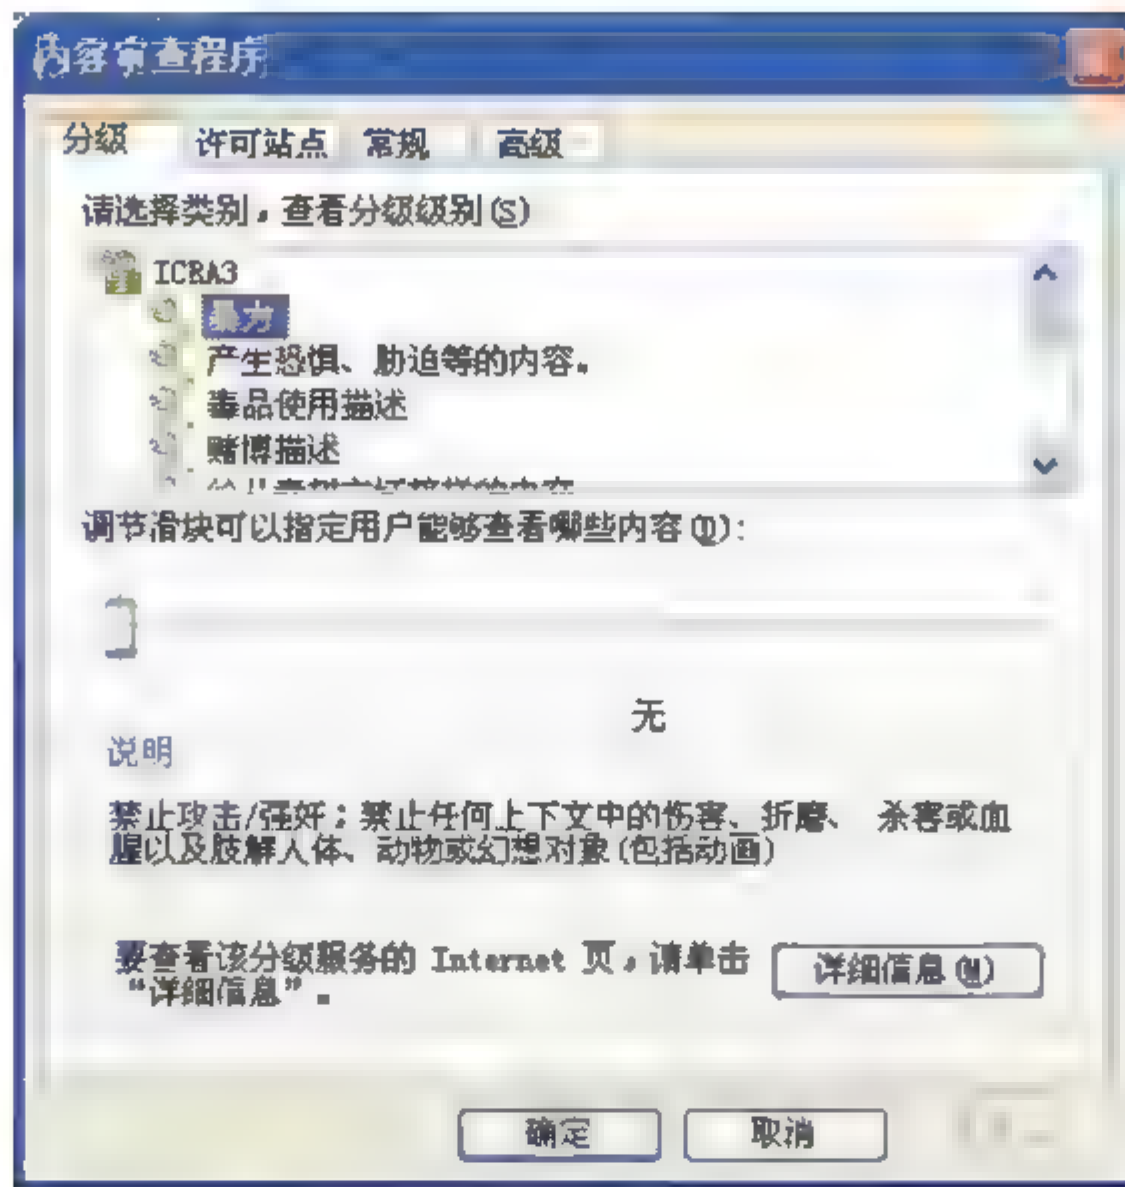 内容审查程序
分级 许可站点 常规 高级
请选择类别，查看分级级别(S)
ICRA3
暴力
产生恐惧、胁迫等的内容。
毒品使用描述
赌博描述
调节滑块可以指定用户能够查看哪些内容(D):
无
说明
禁止攻击/强奸；禁止任何上下文中的伤害、折磨、 杀害或血
腥以及肢解人体、动物或幻想对象(包括动画)
要查看该分级服务的 Internet 页，请单击
“详细信息”。
详细信息(M)
确定 取消